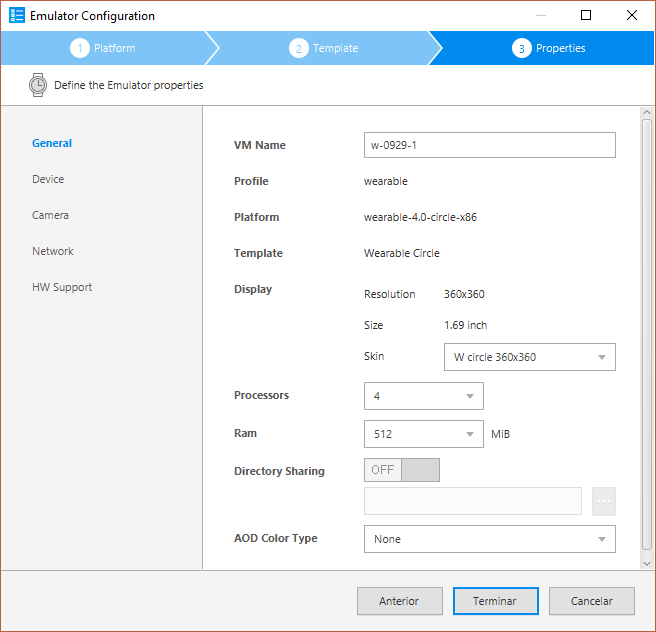 Emulator Configuration
1 Platform
2 Template
3 Properties
Define the Emulator properties
General
Device
Camera
Network
HW Support
VM Name w-0929-1
Profile wearable
Platform wearable-4.0-circle-x86
Template Wearable Circle
Display
Resolution 360x360
Size 1.69 inch
Skin W circle 360x360
Processors 4
Ram 512 MiB
Directory Sharing OFF
...
AOD Color Type None
Anterior Terminar Cancelar